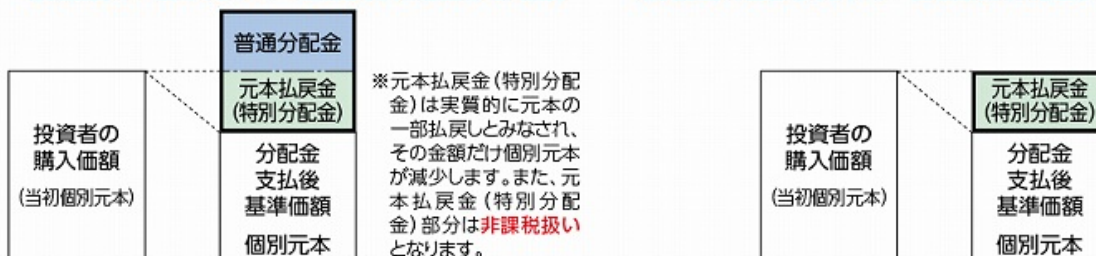 普通分配金
元本払戻金
(特別分配金)
投資者の
購入価額
(当初個別元本)
分配金
支払後
基準価額
個別元本
※元本払戻金(特別分配
金)は実質的に元本の
一部払戻しとみなされ、
その金額だけ個別元本
が減少します。また、元
本払戻金(特別分配
金)部分は非課税扱い
となります。
投資者の
購入価額
(当初個別元本)
元本払戻金
(特別分配金)
分配金
支払後
基準価額
個別元本